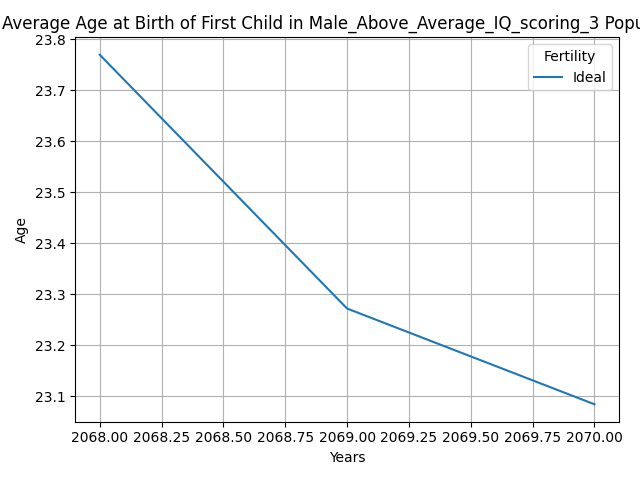 Average Age at Birth of First Child in Male_Above_Average_IQ_scoring_3
23.8
23.7
23.6
23.5
23.4
23.3
23.2
23.1
Age
Fertility
Ideal
2068.00 2068.25 2068.50 2068.75 2069.00 2069.25 2069.50 2069.75 2070.00
Years